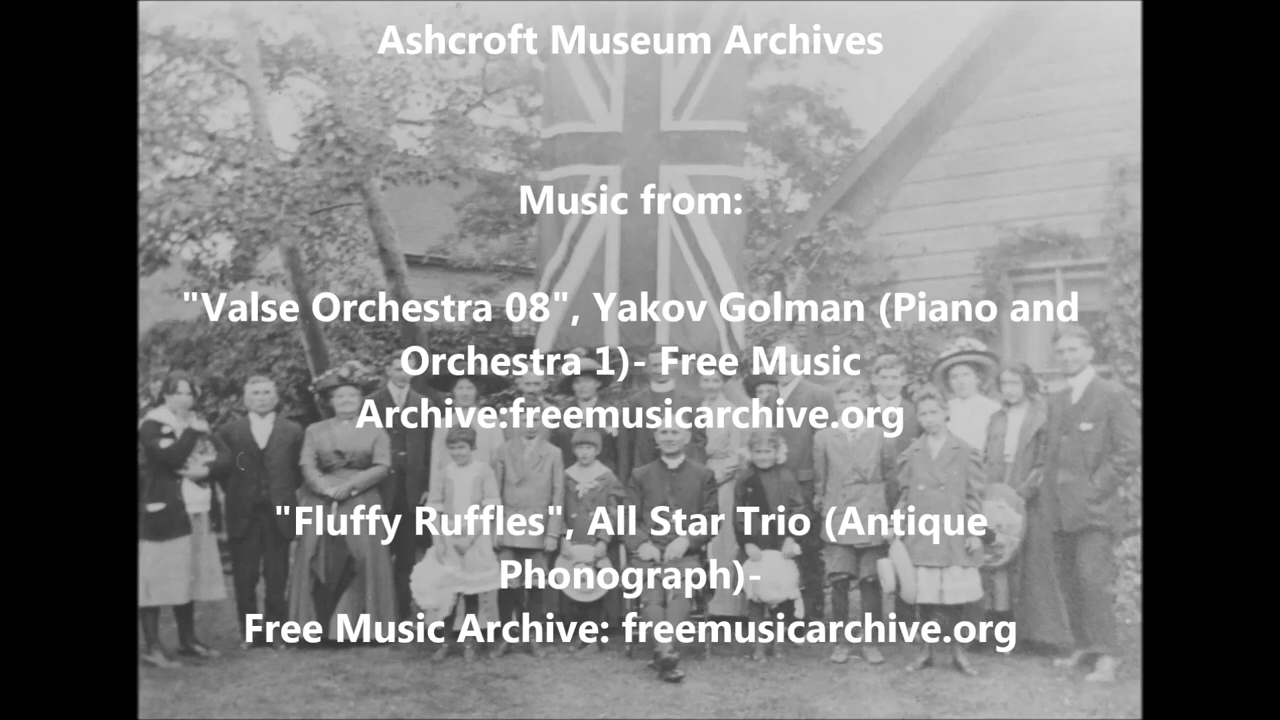 Ashcroft Museum Archives
Music from:
"Valse Orchestra 08", Yakov Golman (Piano and
Orchestra 1)- Free Music
Archive:freemusicarchive.org
"Fluffy Ruffles", All Star Trio (Antique
Phonograph)-
Free Music Archive: freemusicarchive.org